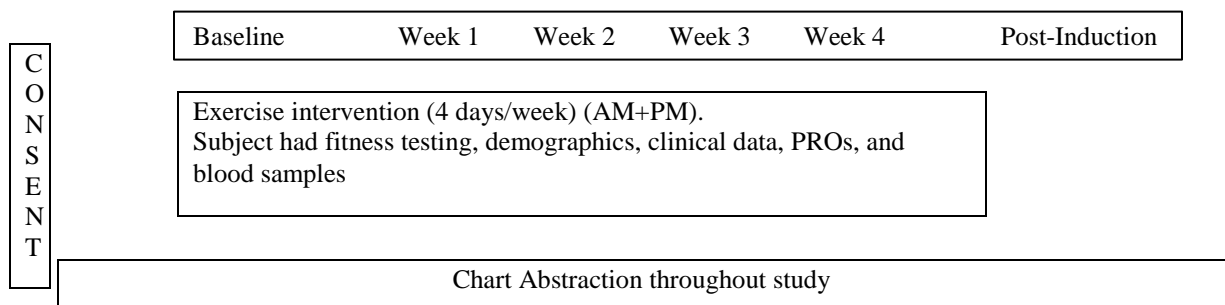 CONSENT
Baseline Week 1 Week 2 Week 3 Week 4 Post-Induction
Exercise intervention (4 days/week) (AM+PM).
Subject had fitness testing, demographics, clinical data, PROs, and
blood samples
Chart Abstraction throughout study